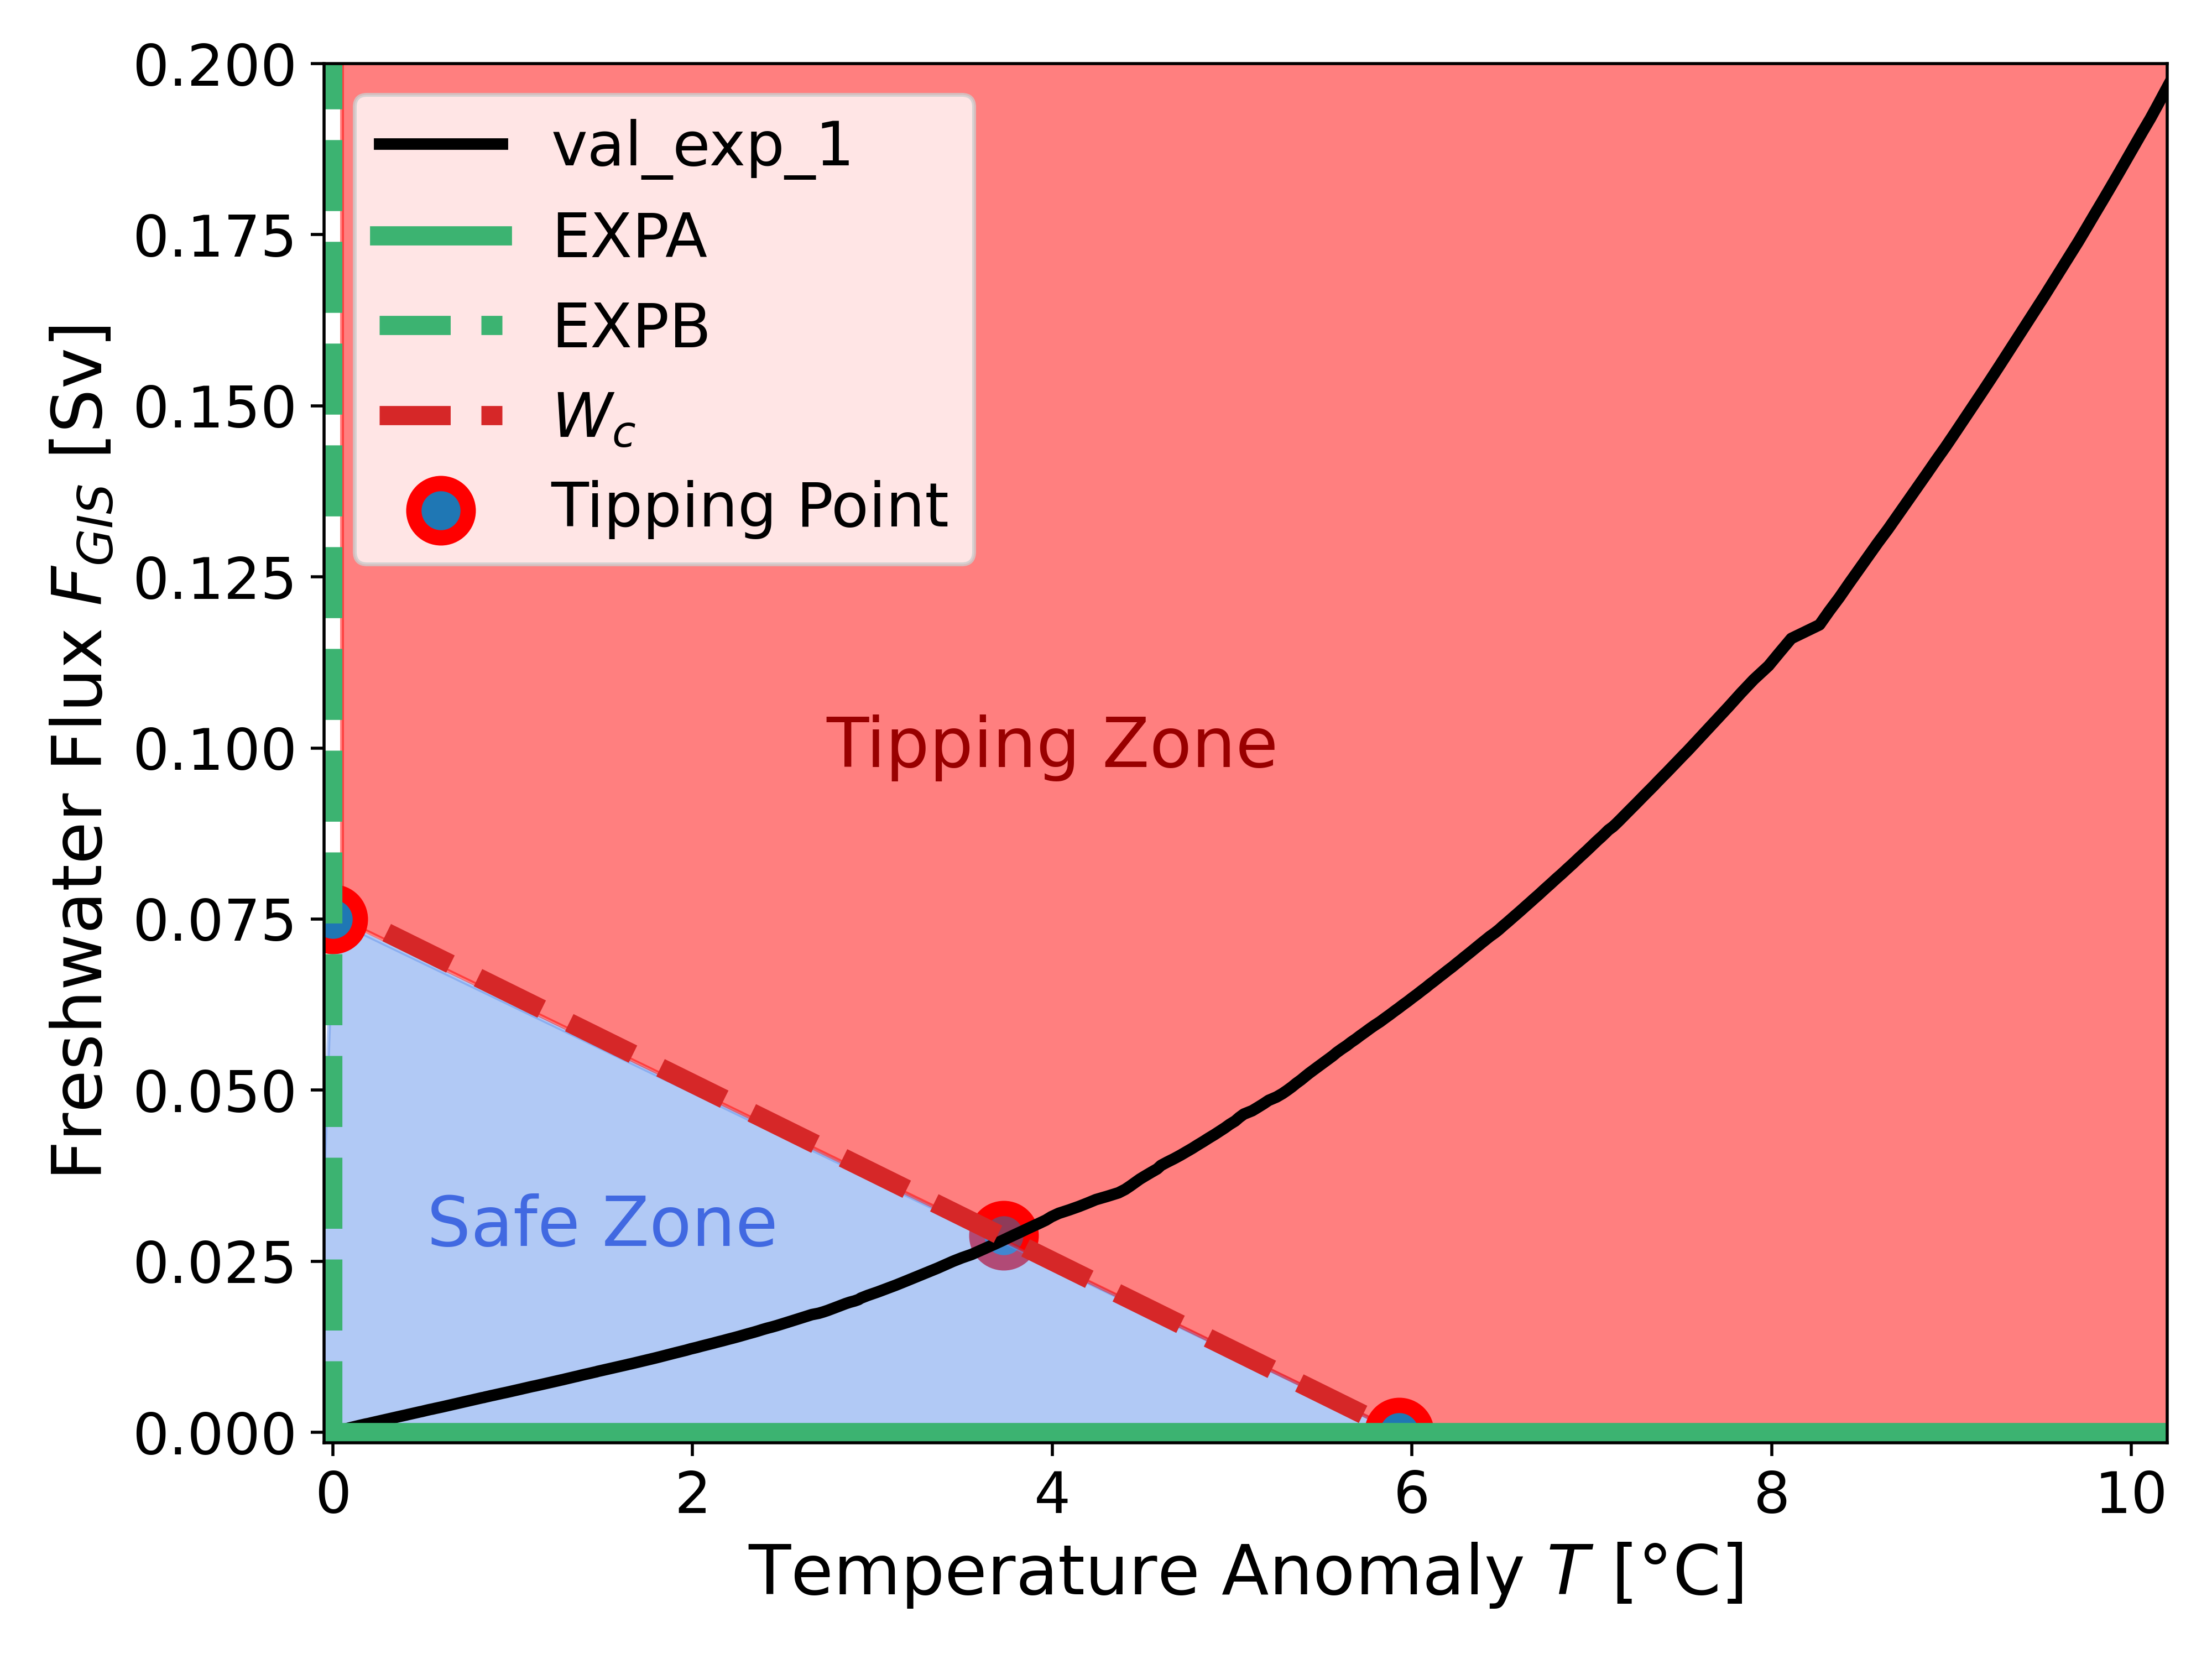 0.200
0.175
0.150
0.125
0.100
0.075
0.050
0.025
0.000
Freshwater Flux F_GIS [Sv]
val_exp_1
EXPA
EXPB
W_c
Tipping Point
Tipping Zone
Safe Zone
0 2 4 6 8 10
Temperature Anomaly T [°C]